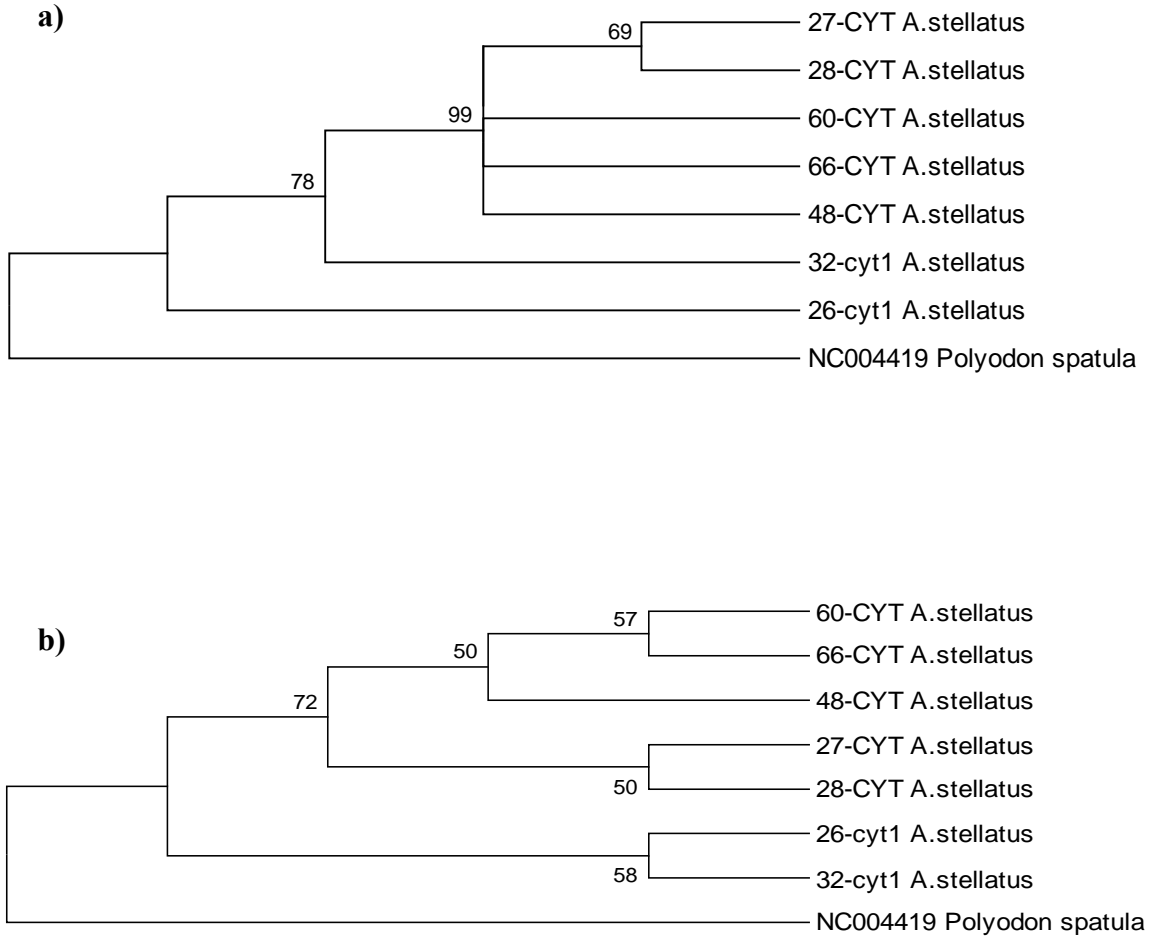 a)
69
27-CYT A.stellatus
28-CYT A.stellatus
99
60-CYT A.stellatus
66-CYT A.stellatus
78
48-CYT A.stellatus
32-cyt1 A.stellatus
26-cyt1 A.stellatus
NC004419 Polyodon spatula
b)
57
60-CYT A.stellatus
50
66-CYT A.stellatus
72
48-CYT A.stellatus
27-CYT A.stellatus
50
28-CYT A.stellatus
26-cyt1 A.stellatus
58
32-cyt1 A.stellatus
NC004419 Polyodon spatula